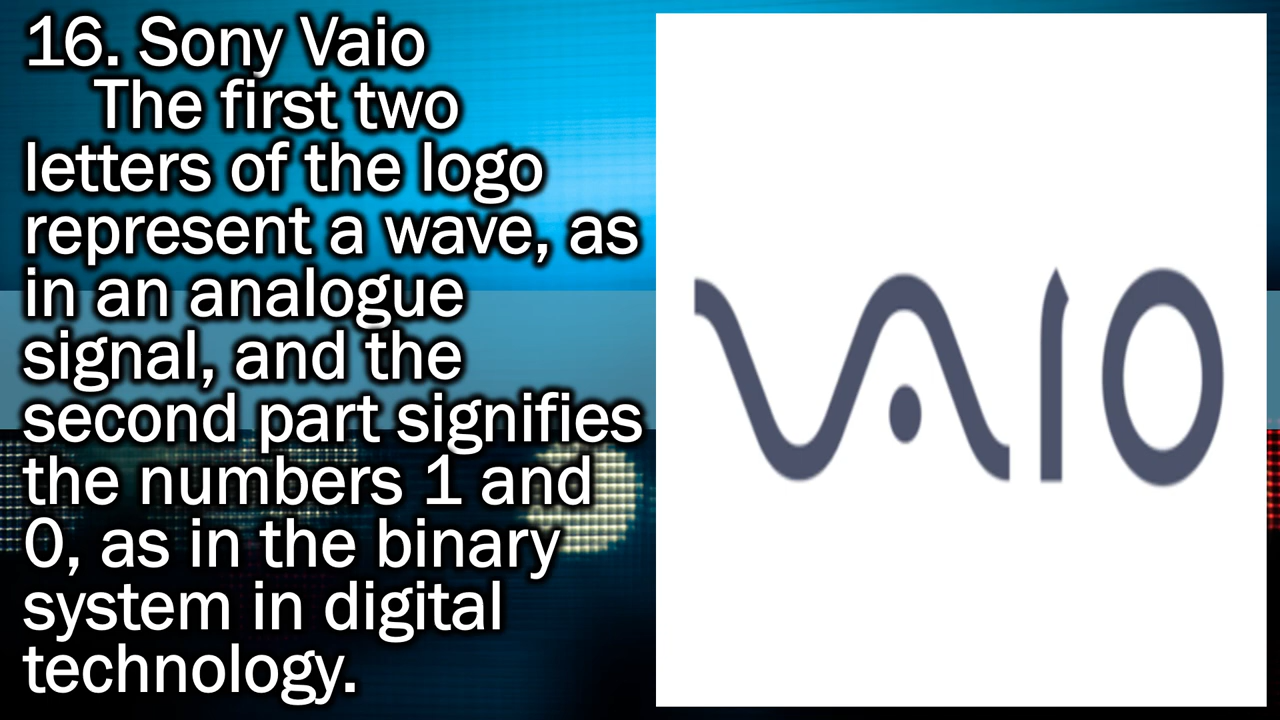 16. Sony Vaio
The first two
letters of the logo
represent a wave, as
in an analogue
signal, and the
second part signifies
the numbers 1 and
0, as in the binary
system in digital
technology.
VAIO